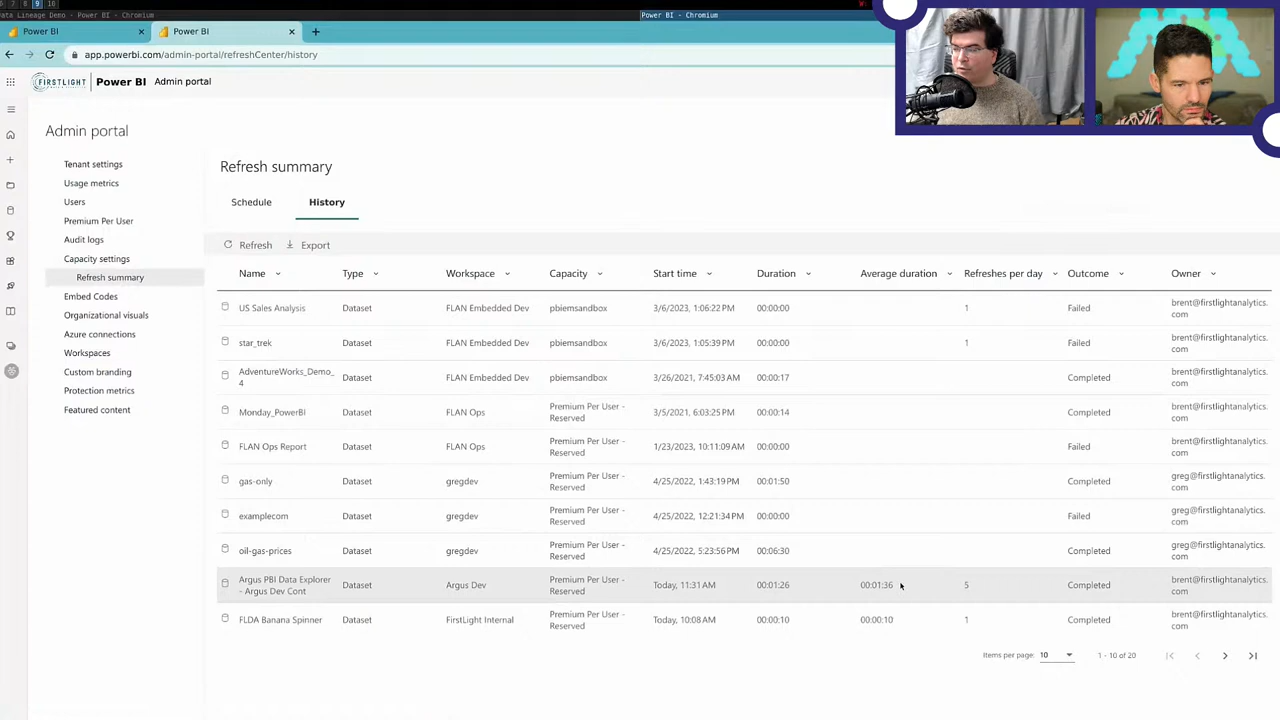 7 8 9 10
Data Lineage Demo - Power BI - Chromium
Power BI - Chromium
Power BI
Power BI
app.powerbi.com/admin-portal/refreshCenter/history
FIRSTLIGHT
Power BI
Admin portal
Admin portal
Tenant settings
Usage metrics
Users
Premium Per User
Audit logs
Capacity settings
Refresh summary
Embed Codes
Organizational visuals
Azure connections
Workspaces
Custom branding
Protection metrics
Featured content
Refresh summary
Schedule
History
Refresh
Export
Name Type Workspace Capacity Start time Duration Average duration Refreshes per day Outcome Owner
US Sales Analysis Dataset FLAN Embedded Dev pbiemsandbox 3/6/2023, 1:06:22 PM 00:00:00 1 Failed brent@firstlightanalytics.
com
star_trek Dataset FLAN Embedded Dev pbiemsandbox 3/6/2023, 1:05:39 PM 00:00:00 1 Failed brent@firstlightanalytics.
com
AdventureWorks_Demo_ Dataset FLAN Embedded Dev pbiemsandbox 3/26/2021, 7:45:03 AM 00:00:17 Completed brent@firstlightanalytics.
4 com
Monday_PowerBI Dataset FLAN Ops Premium Per User - 3/5/2021, 6:03:25 PM 00:00:14 Completed brent@firstlightanalytics.
Reserved com
FLAN Ops Report Dataset FLAN Ops Premium Per User - 1/23/2023, 10:11:09 AM 00:00:00 Failed brent@firstlightanalytics.
Reserved com
gas-only Dataset gregdev Premium Per User - 4/25/2022, 1:43:19 PM 00:01:50 Completed greg@firstlightanalytics.
Reserved com
examplecom Dataset gregdev Premium Per User - 4/25/2022, 12:21:34 PM 00:00:00 Failed greg@firstlightanalytics.
Reserved com
oil-gas-prices Dataset gregdev Premium Per User - 4/25/2022, 5:23:56 PM 00:06:30 Completed greg@firstlightanalytics.
Reserved com
Argus PBI Data Explorer Dataset Argus Dev Premium Per User - Today, 11:31 AM 00:01:26 00:01:36 5 Completed brent@firstlightanalytics.
- Argus Dev Cont Reserved com
FLDA Banana Spinner Dataset FirstLight Internal Premium Per User - Today, 10:08 AM 00:00:10 00:00:10 1 Completed brent@firstlightanalytics.
Reserved com
Items per page: 10 1 - 10 of 20